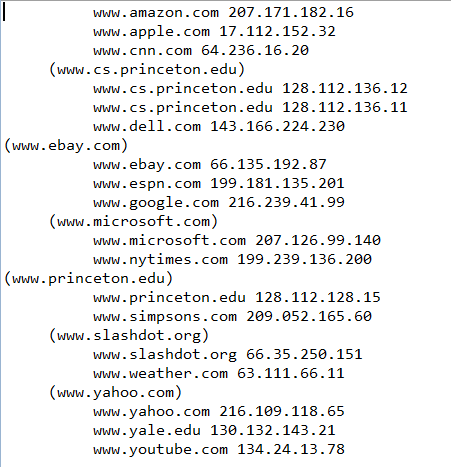 www.amazon.com 207.171.182.16
www.apple.com 17.112.152.32
www.cnn.com 64.236.16.20
(www.cs.princeton.edu)
www.cs.princeton.edu 128.112.136.12
www.cs.princeton.edu 128.112.136.11
www.dell.com 143.166.224.230
(www.ebay.com)
www.ebay.com 66.135.192.87
www.espn.com 199.181.135.201
www.google.com 216.239.41.99
(www.microsoft.com)
www.microsoft.com 207.126.99.140
www.nytimes.com 199.239.136.200
(www.princeton.edu)
www.princeton.edu 128.112.128.15
www.simpsons.com 209.052.165.60
(www.slashdot.org)
www.slashdot.org 66.35.250.151
www.weather.com 63.111.66.11
(www.yahoo.com)
www.yahoo.com 216.109.118.65
www.yale.edu 130.132.143.21
www.youtube.com 134.24.13.78